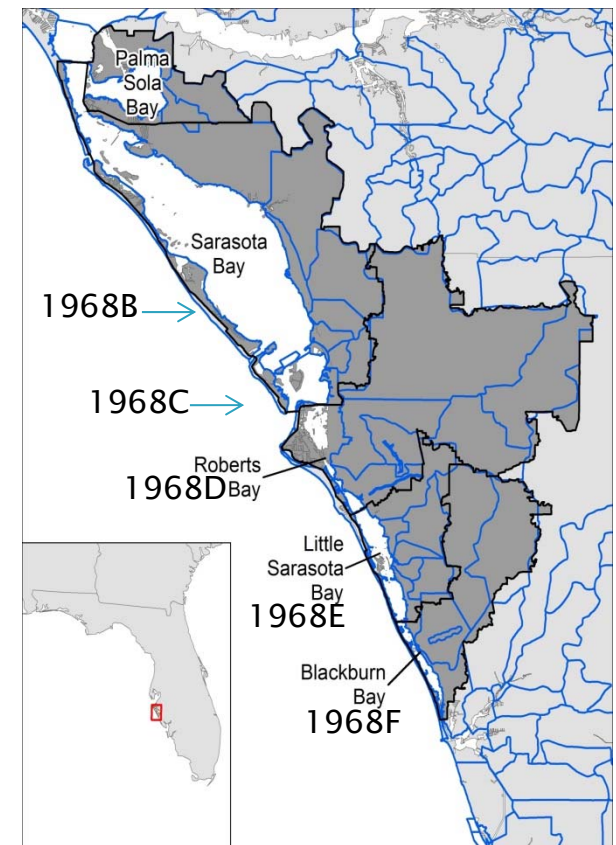 Palma
Sola
Bay
Sarasota
Bay
1968B
1968C
Roberts
1968D Bay
Little
Sarasota
Bay
1968E
Blackburn
Bay
1968F